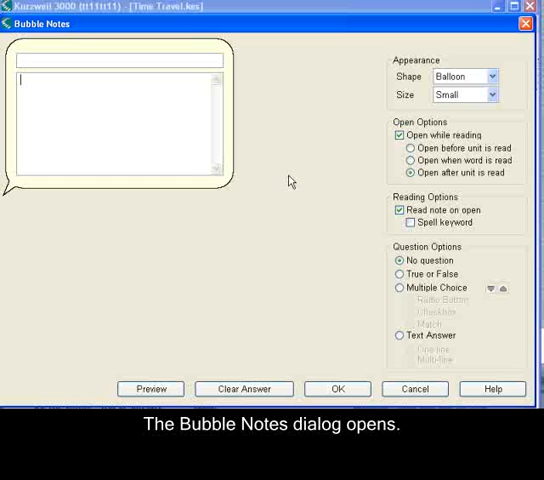 Kurzweil 3000 (tt11tt11) - [Time Travel.kes]
Bubble Notes
Appearance
Shape Balloon
Size Small
Open Options
Open while reading
Open before unit is read
Open when word is read
Open after unit is read
Reading Options
Read note on open
Spell keyword
Question Options
No question
True or False
Multiple Choice
Radio Button
Checkbox
Match
Text Answer
One-line
Multi-line
Preview Clear Answer OK Cancel Help
The Bubble Notes dialog opens.